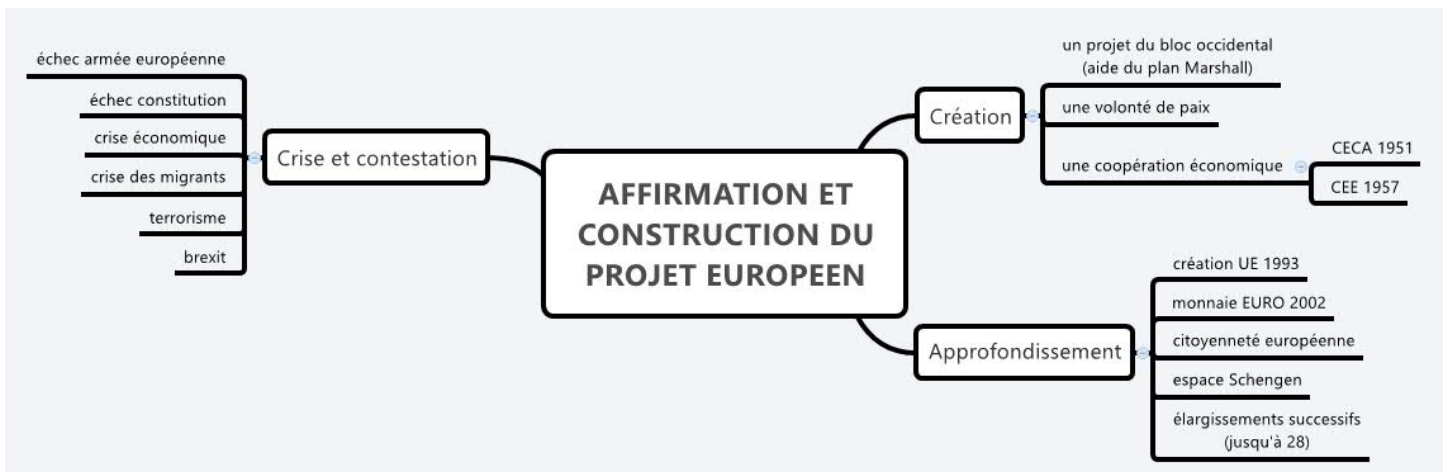 AFFIRMATION ET
CONSTRUCTION DU
PROJET EUROPEEN
Création
un projet du bloc occidental
(aide du plan Marshall)
une volonté de paix
une coopération économique
CECA 1951
CEE 1957
Approfondissement
création UE 1993
monnaie EURO 2002
citoyenneté européenne
espace Schengen
élargissements successifs
(jusqu'à 28)
Crise et contestation
échec armée européenne
échec constitution
crise économique
crise des migrants
terrorisme
brexit